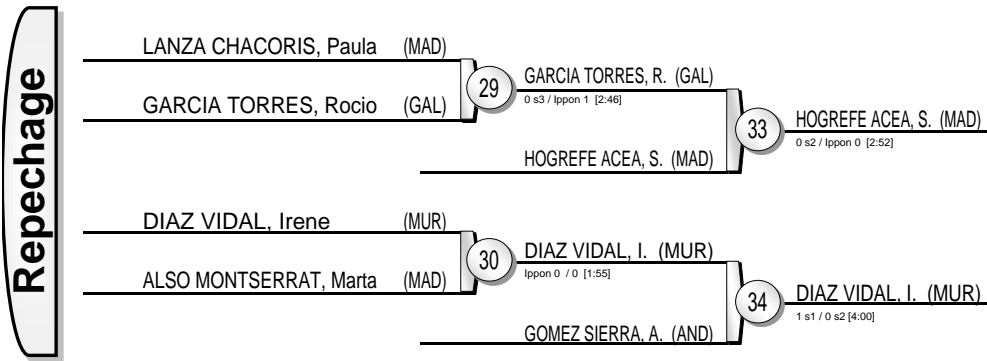 Repechage
LANZA CHACORIS, Paula (MAD)
GARCIA TORRES, Rocio (GAL)
29
GARCIA TORRES, R. (GAL)
0 s3 / Ippon 1 [2:46]
HOGREFE ACEA, S. (MAD)
33
HOGREFE ACEA, S. (MAD)
0 s2 / Ippon 0 [2:52]
DIAZ VIDAL, Irene (MUR)
ALSO MONTSERRAT, Marta (MAD)
30
DIAZ VIDAL, I. (MUR)
Ippon 0 / 0 [1:55]
GOMEZ SIERRA, A. (AND)
34
DIAZ VIDAL, I. (MUR)
1 s1 / 0 s2 [4:00]